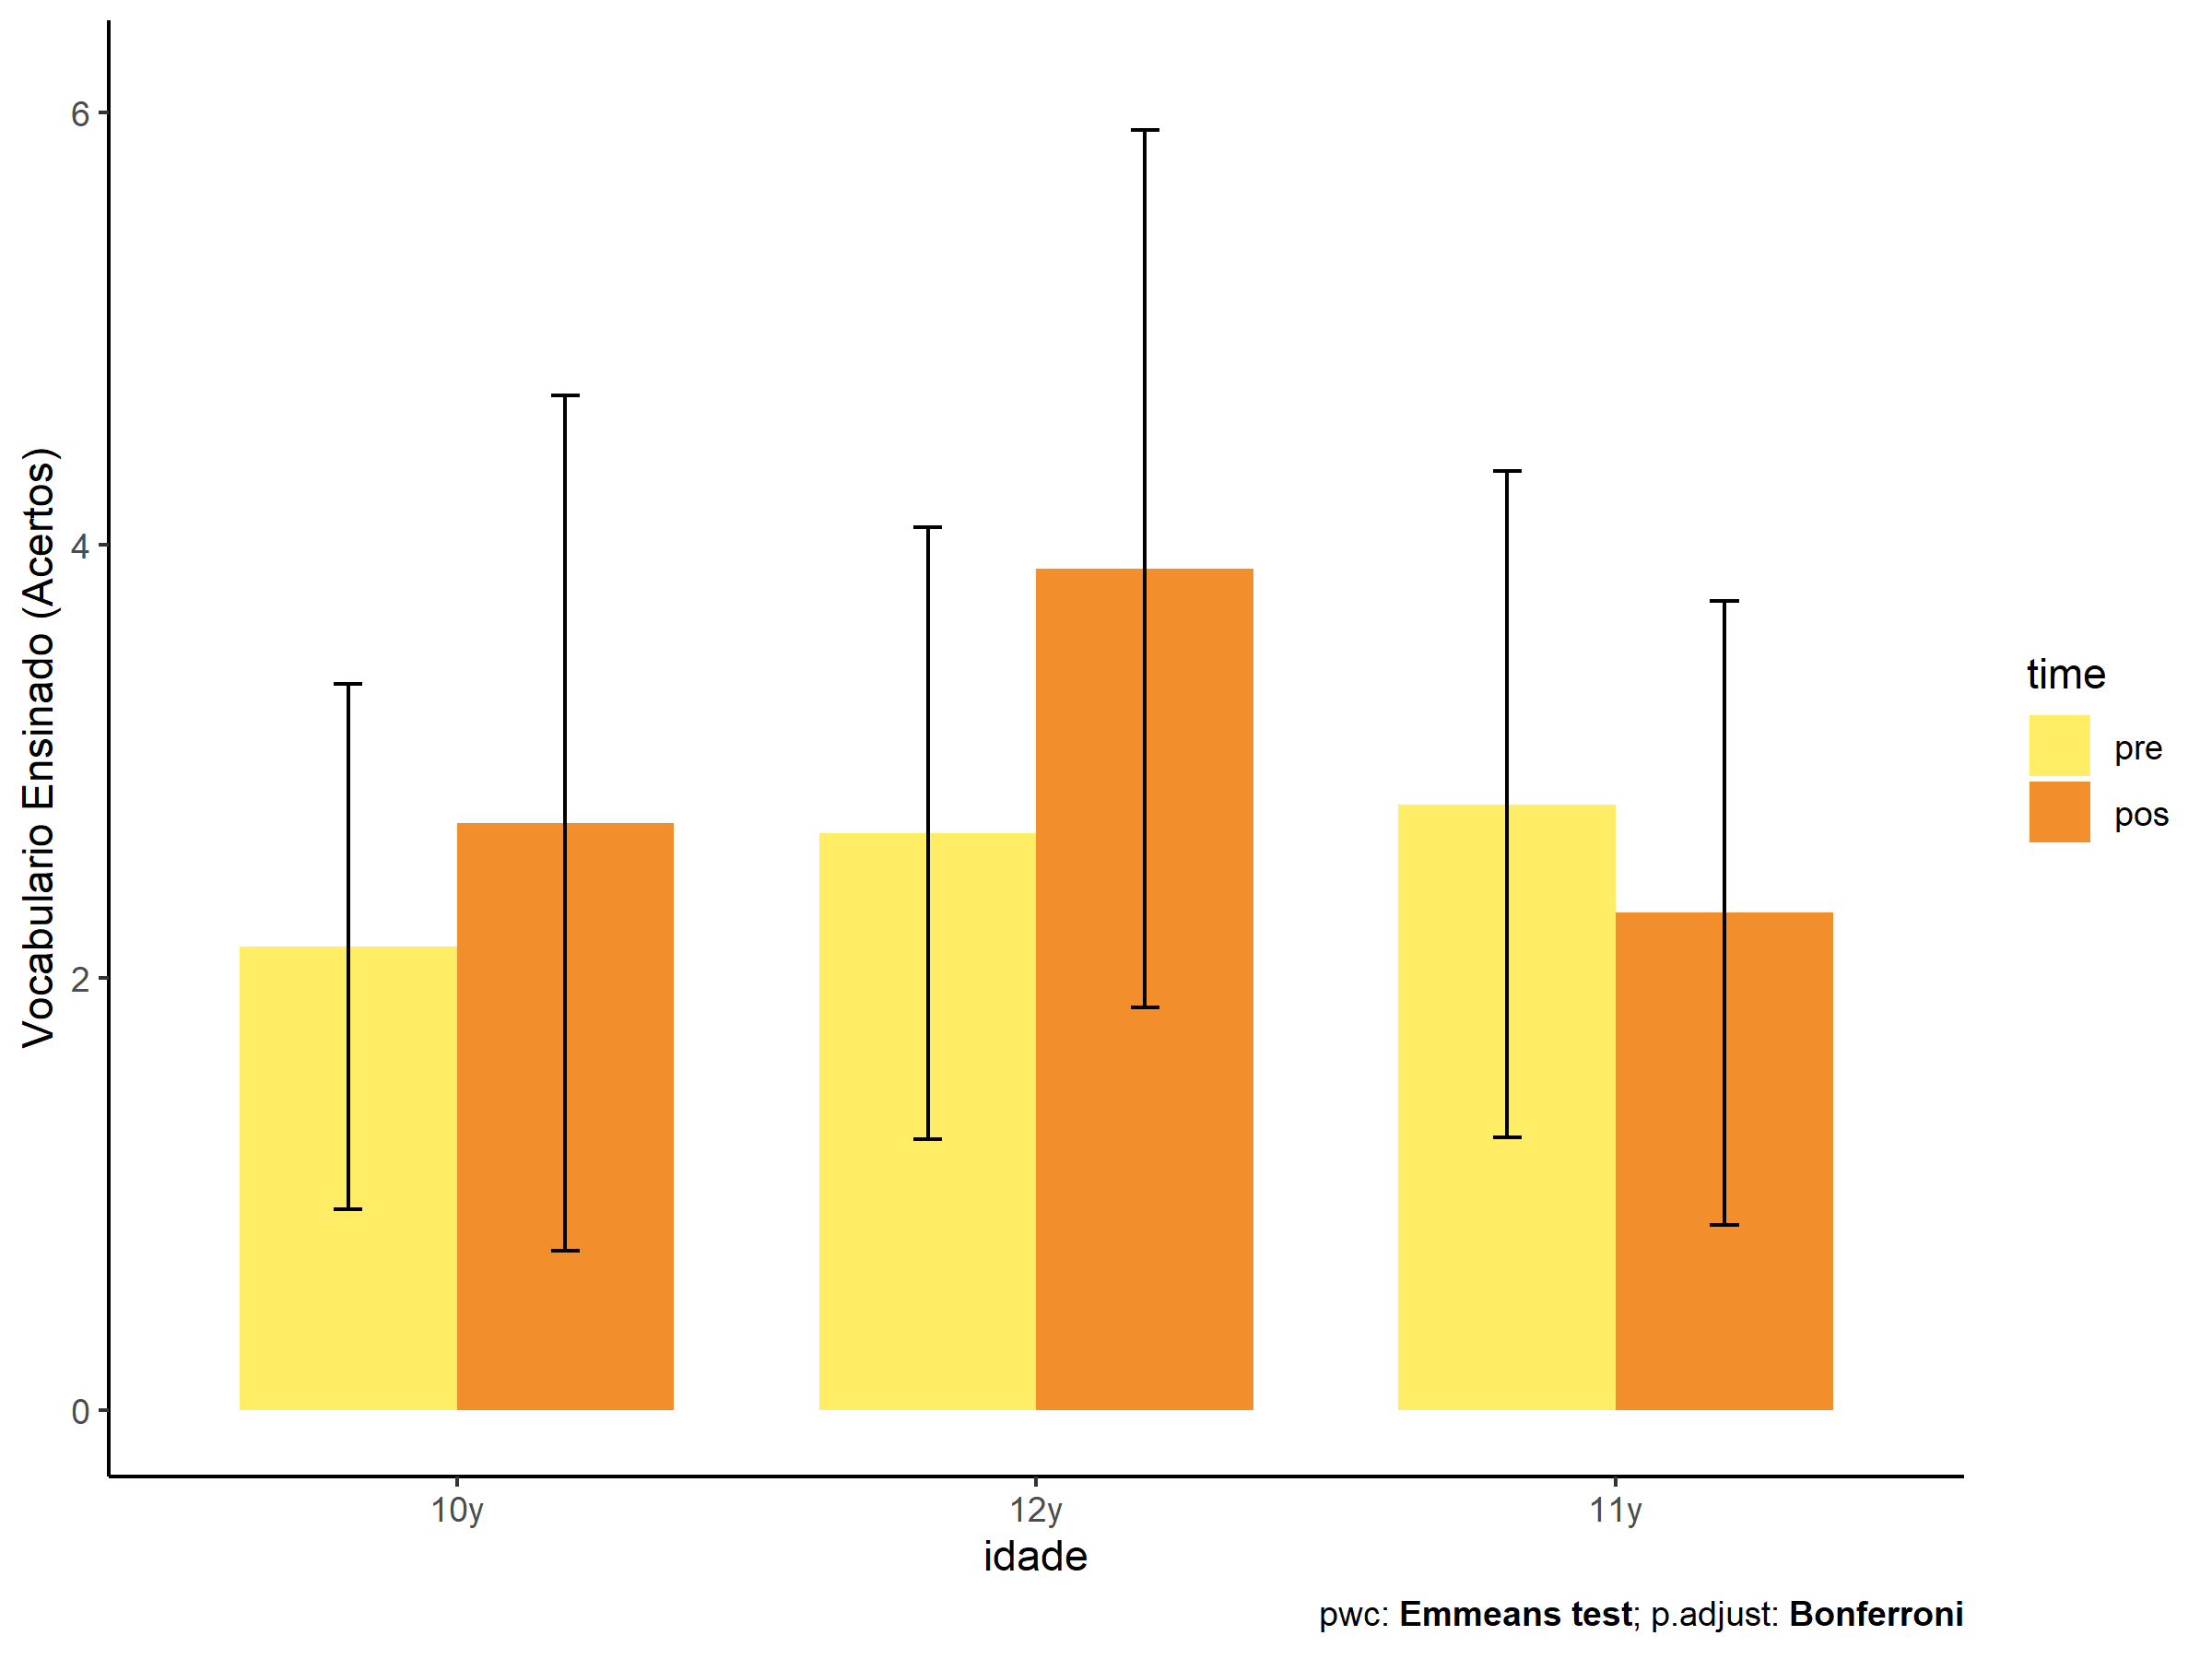 Vocabulario Ensinado (Acertos)
6
4
2
0
10y
12y
11y
idade
time
pre
pos
pwc: Emmeans test; p.adjust: Bonferroni